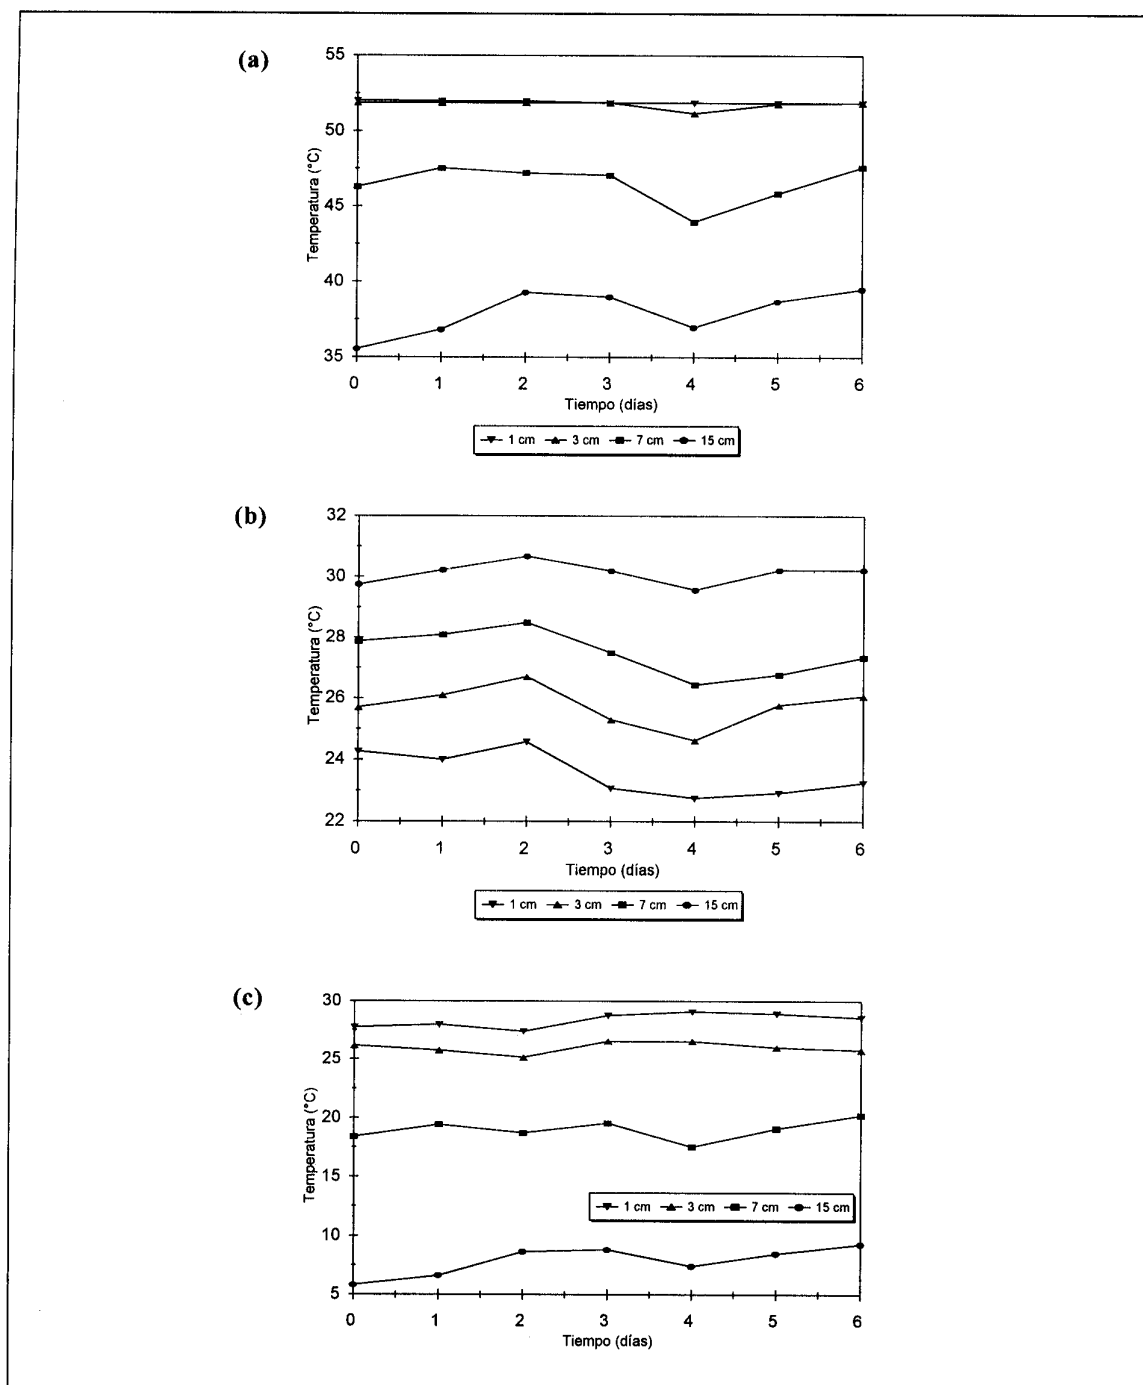 (a)
55
50
45
40
35
Temperatura (°C)
0 1 2 3 4 5 6
Tiempo (días)
1 cm 3 cm 7 cm 15 cm
(b)
32
30
28
26
24
22
Temperatura (°C)
0 1 2 3 4 5 6
Tiempo (días)
1 cm 3 cm 7 cm 15 cm
(c)
30
25
20
15
10
5
Temperatura (°C)
1 cm 3 cm 7 cm 15 cm
0 1 2 3 4 5 6
Tiempo (días)